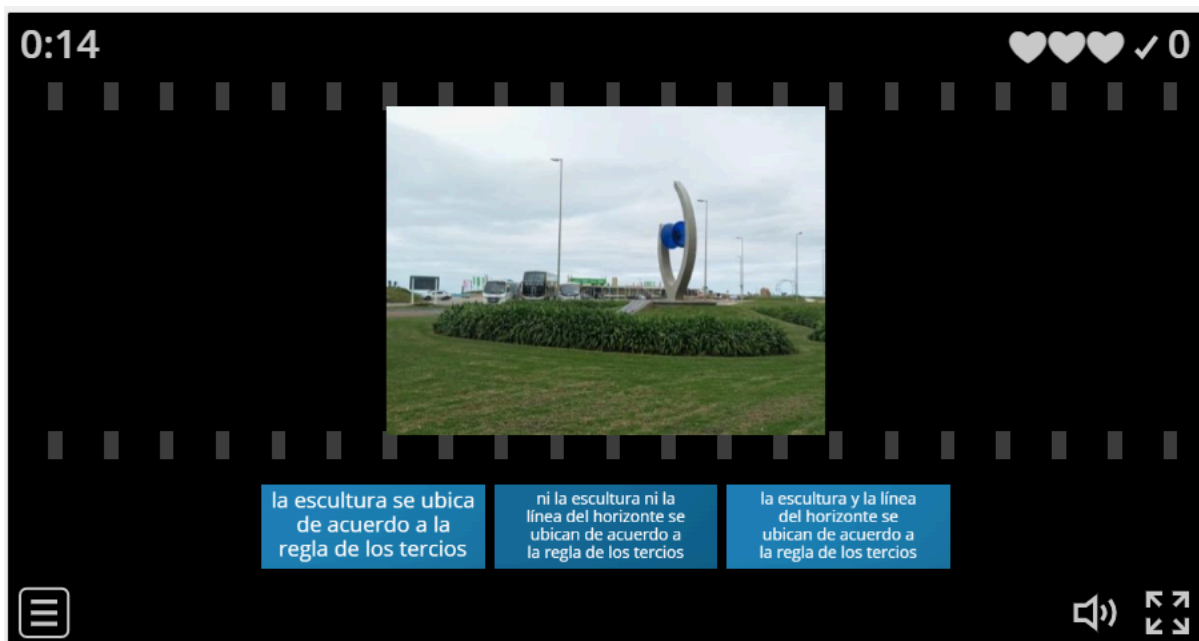 0:14
✓ 0
la escultura se ubica
de acuerdo a la
regla de los tercios
ni la escultura ni la
línea del horizonte se
ubican de acuerdo a
la regla de los tercios
la escultura y la línea
del horizonte se
ubican de acuerdo a
la regla de los tercios